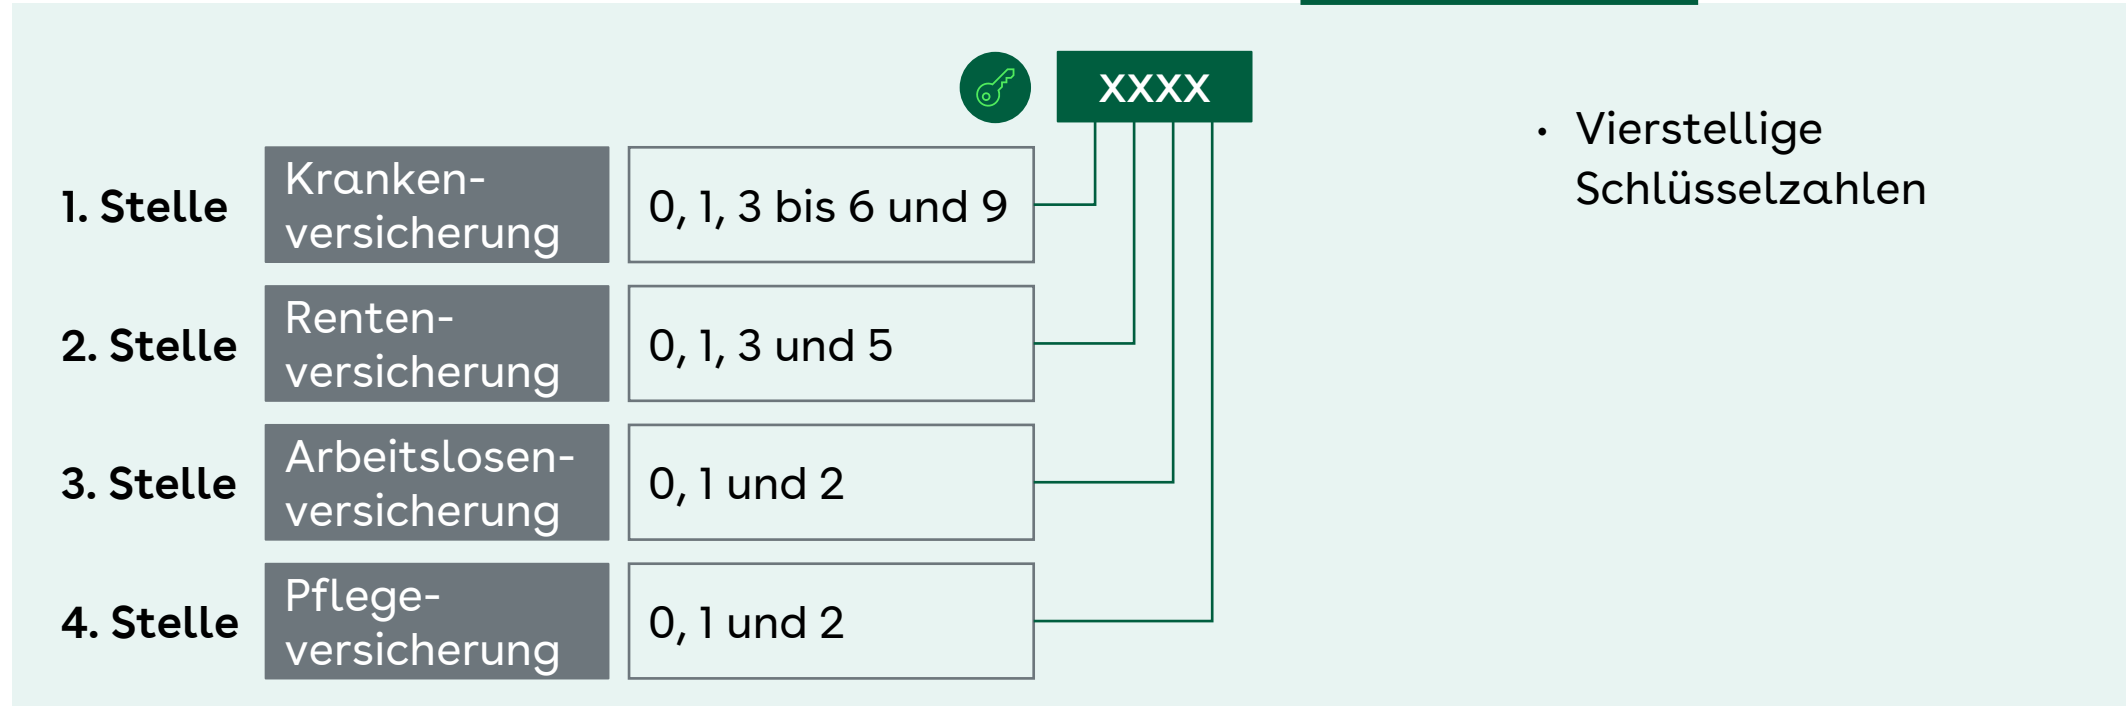 XXXX
• Vierstellige
Schlüsselzahlen
1. Stelle
Kranken-
versicherung
0, 1, 3 bis 6 und 9
2. Stelle
Renten-
versicherung
0, 1, 3 und 5
3. Stelle
Arbeitslosen-
versicherung
0, 1 und 2
4. Stelle
Pflege-
versicherung
0, 1 und 2